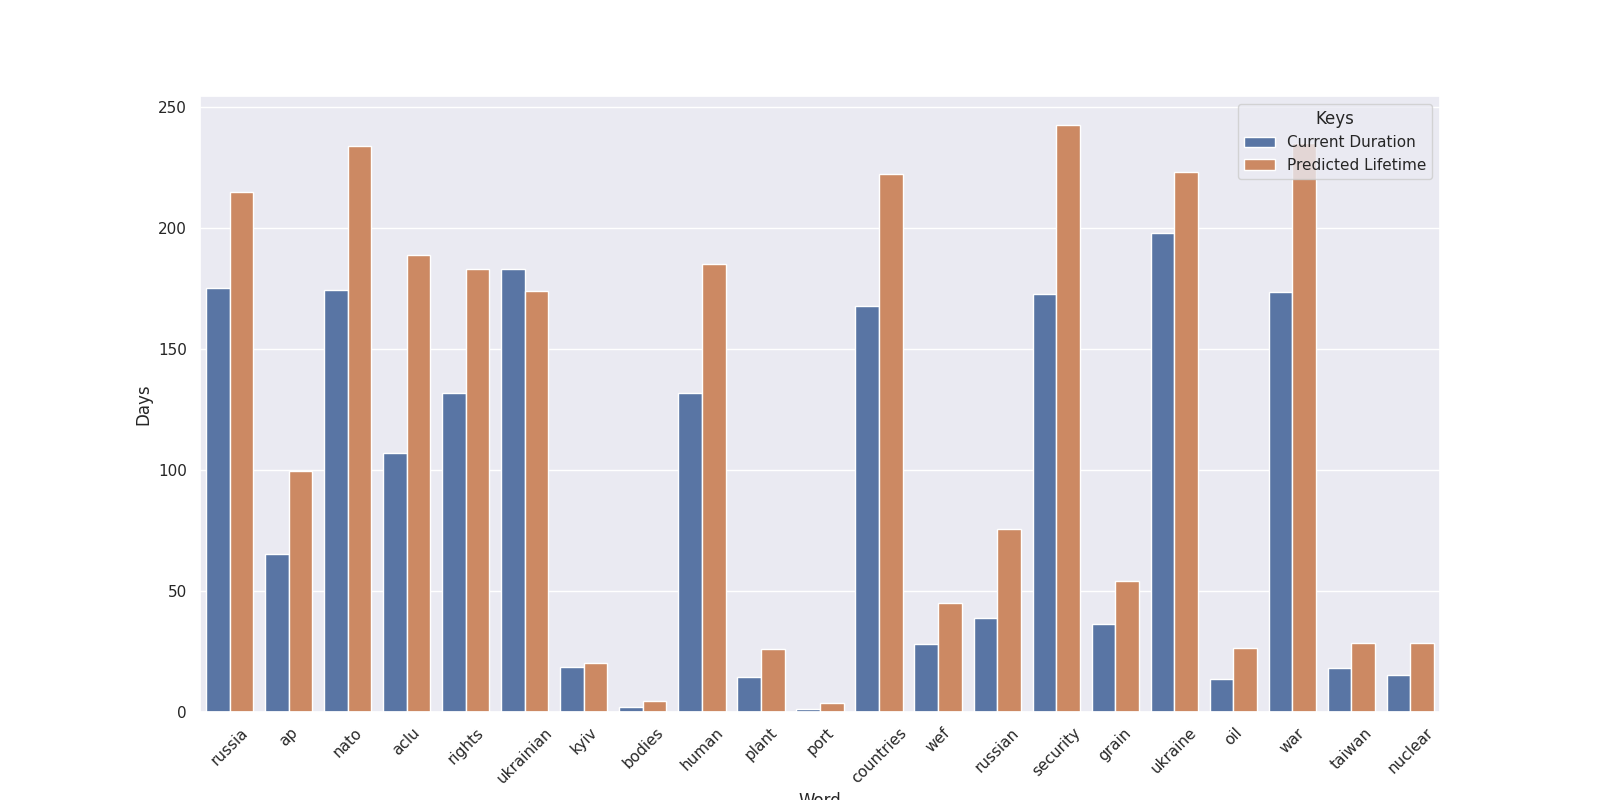 250
200
150
100
50
0
Days
Keys
Current Duration
Predicted Lifetime
russia
ap
nato
aclu
rights
ukrainian
kyiv
bodies
human
plant
port
countries
wef
russian
security
grain
ukraine
oil
war
taiwan
nuclear
Word